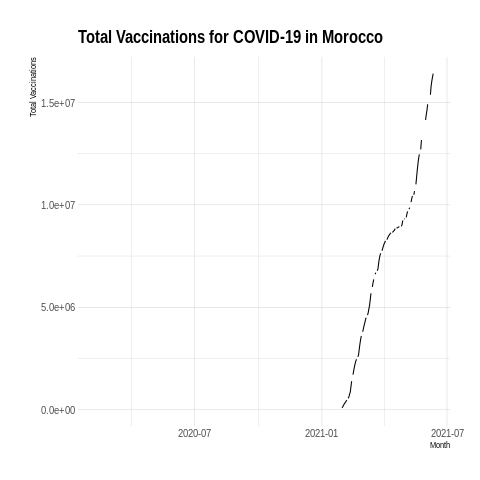 Total Vaccinations for COVID-19 in Morocco
Total Vaccinations
1.5e+07
1.0e+07
5.0e+06
0.0e+00
2020-07
2021-01
2021-07
Month